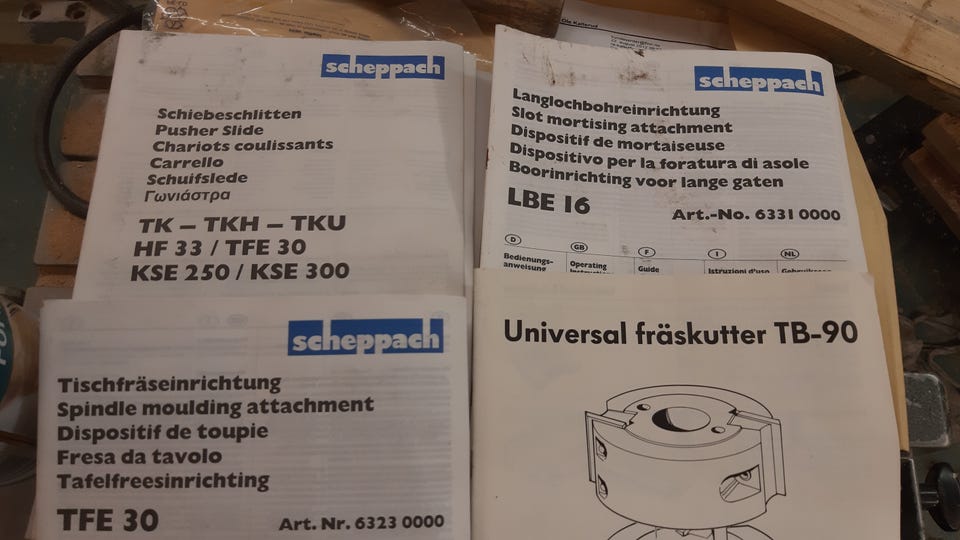 Ole Kallerud
scheppach
Schiebeschlitten
Pusher Slide
Chariots coulissants
Carrello
Schuifslede
Γωνιάστρα
TK – TKH – TKU
HF 33 / TFE 30
KSE 250 / KSE 300
scheppach
Langlochbohreinrichtung
Slot mortising attachment
Dispositif de mortaiseuse
Dispositivo per la foratura di asole
Boorinrichting voor lange gaten
LBE 16
Art.-No. 6331 0000
D GB F I NL
Bedienungs-
anweisung
Operating
Guide
Istruzioni d'uso
scheppach
Tischfräseinrichtung
Spindle moulding attachment
Dispositif de toupie
Fresa da tavolo
Tafelfreesinrichting
TFE 30
Art. Nr. 6323 0000
Universal fräskutter TB-90